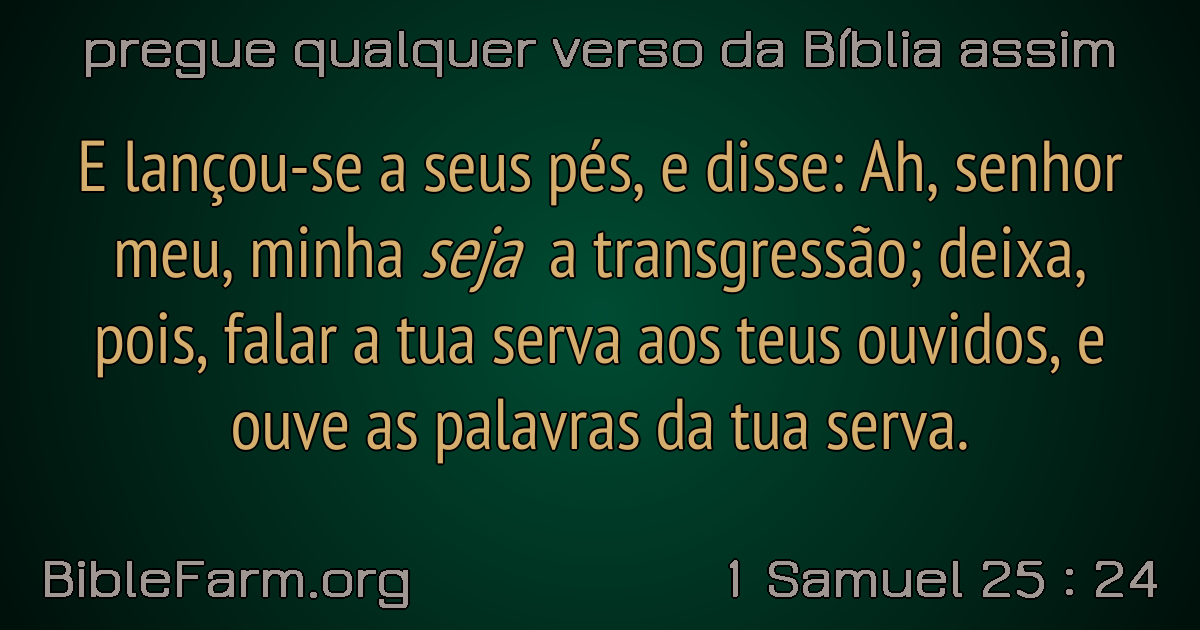 pregue qualquer verso da Bíblia assim
E lançou-se a seus pés, e disse: Ah, senhor
meu, minha seja a transgressão; deixa,
pois, falar a tua serva aos teus ouvidos, e
ouve as palavras da tua serva.
BibleFarm.org
1 Samuel 25 : 24